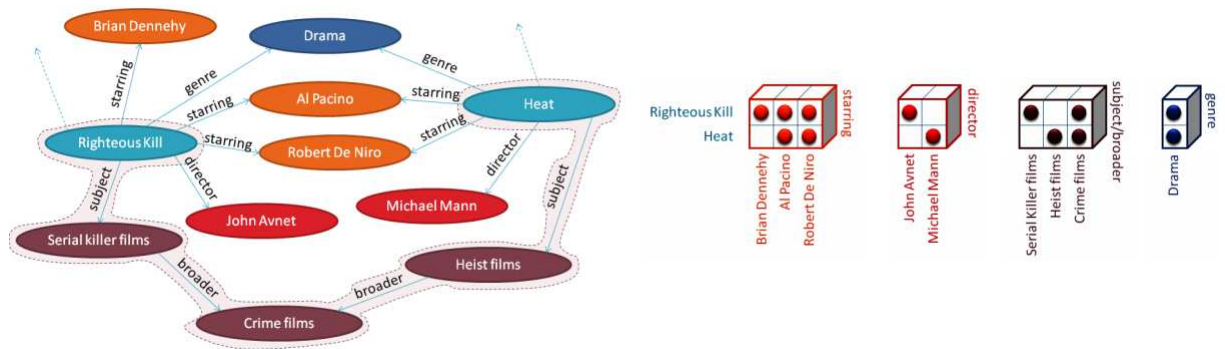 Brian Dennehy
Drama
starring
genre
genre
starring
Al Pacino
starring
Heat
Righteous Kill
starring
Robert De Niro
starring
director
director
subject
subject
John Avnet
Michael Mann
Serial killer films
Heist films
broader
broader
Crime films
Righteous Kill
Heat
starring
Brian Dennehy
Al Pacino
Robert De Niro
director
John Avnet
Michael Mann
subject/broader
Serial Killer films
Heist films
Crime films
genre
Drama